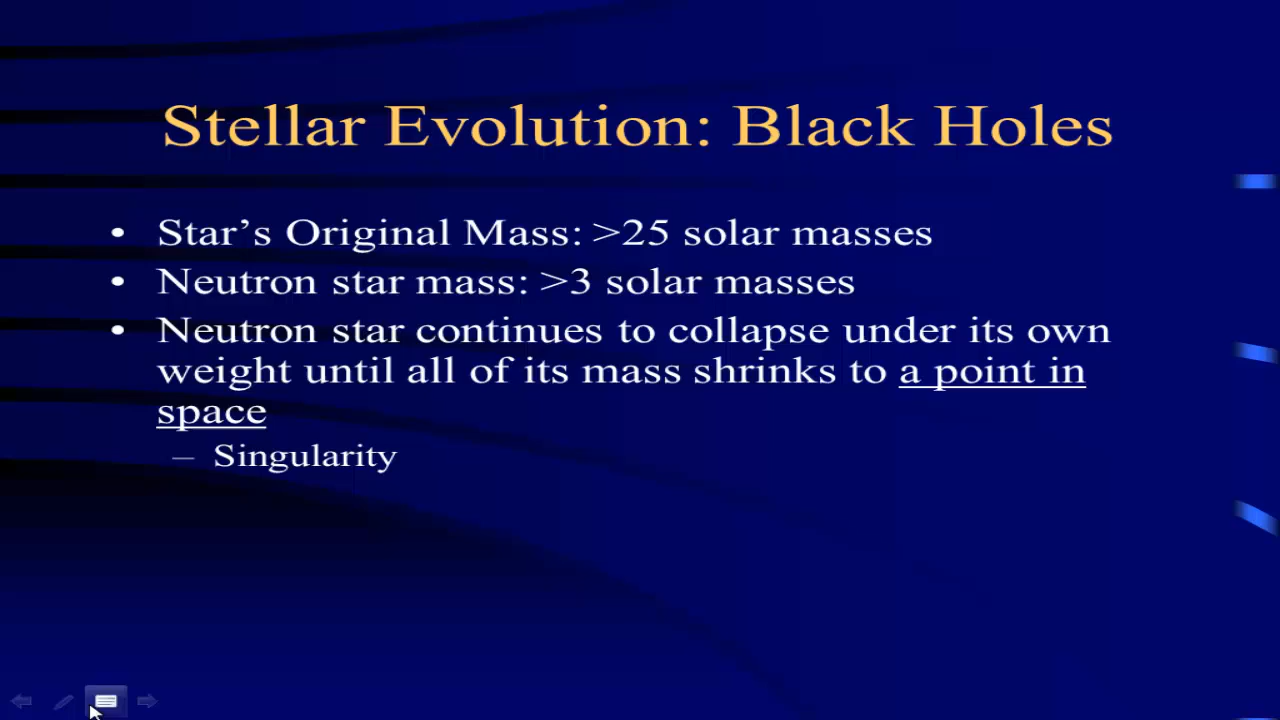 Stellar Evolution: Black Holes
• Star’s Original Mass: >25 solar masses
• Neutron star mass: >3 solar masses
• Neutron star continues to collapse under its own
weight until all of its mass shrinks to a point in
space
– Singularity